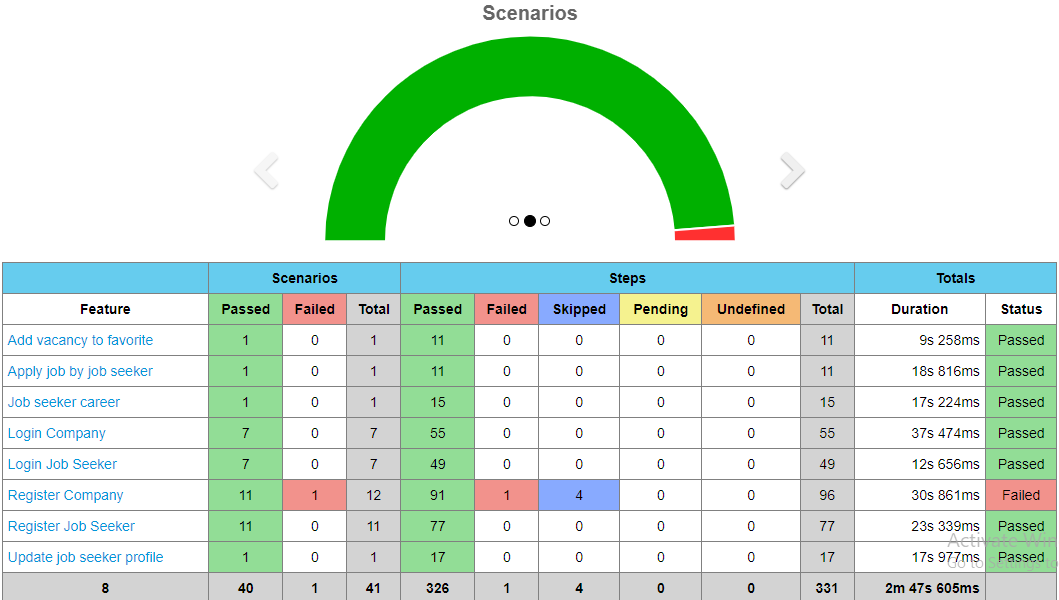 Scenarios
Scenarios Steps Totals
Feature Passed Failed Total Passed Failed Skipped Pending Undefined Total Duration Status
Add vacancy to favorite 1 0 1 11 0 0 0 0 11 9s 258ms Passed
Apply job by job seeker 1 0 1 11 0 0 0 0 11 18s 816ms Passed
Job seeker career 1 0 1 15 0 0 0 0 15 17s 224ms Passed
Login Company 7 0 7 55 0 0 0 0 55 37s 474ms Passed
Login Job Seeker 7 0 7 49 0 0 0 0 49 12s 656ms Passed
Register Company 11 1 12 91 1 4 0 0 96 30s 861ms Failed
Register Job Seeker 11 0 11 77 0 0 0 0 77 23s 339ms Passed
Activate Win
Update job seeker profile 1 0 1 17 0 0 0 0 17 17s 977ms Passed
Go to Settings to
8 40 1 41 326 1 4 0 0 331 2m 47s 605ms